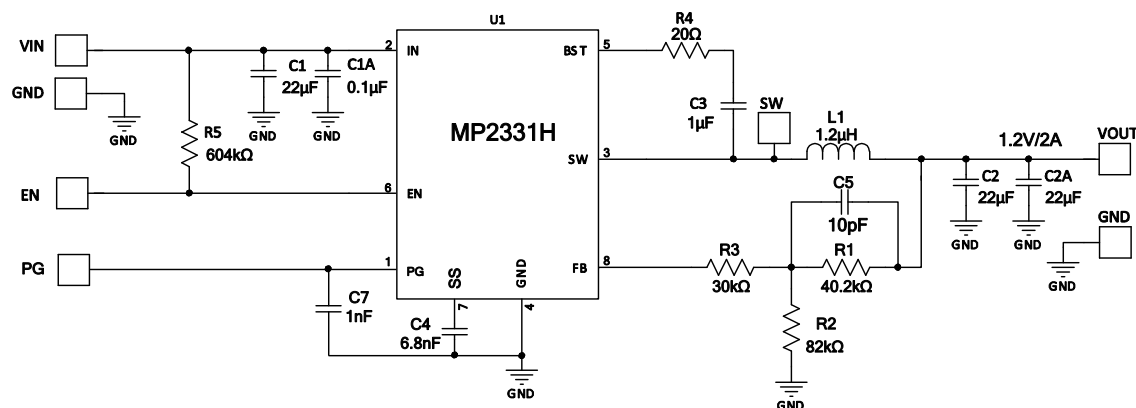 U1
VIN
2
IN
GND
GND
R5
604kΩ
C1
22µF
GND
C1A
0.1µF
GND
MP2331H
BST
5
R4
20Ω
C3
1µF
SW
L1
1.2µH
SW
3
1.2V/2A
VOUT
C2
22µF
GND
C2A
22µF
GND
GND
GND
EN
6
EN
C5
10pF
PG
1
PG
SS
7
GND
4
FB
8
R3
30kΩ
R1
40.2kΩ
R2
82kΩ
GND
C7
1nF
C4
6.8nF
GND